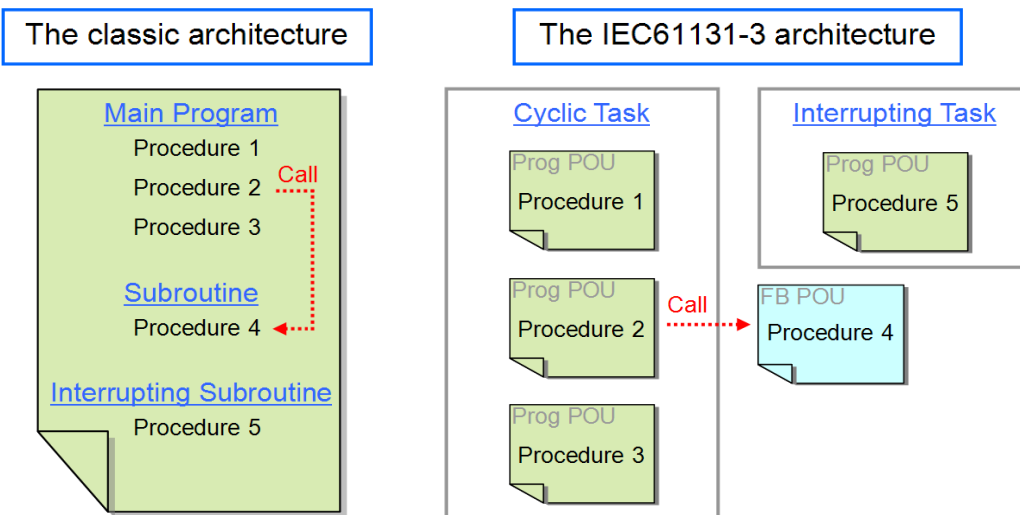 The classic architecture
Main Program
Procedure 1
Procedure 2
Call
Procedure 3
Subroutine
Procedure 4
Interrupting Subroutine
Procedure 5
The IEC61131-3 architecture
Cyclic Task
Prog POU
Procedure 1
Prog POU
Procedure 2
Call
Prog POU
Procedure 3
Interrupting Task
Prog POU
Procedure 5
FB POU
Procedure 4